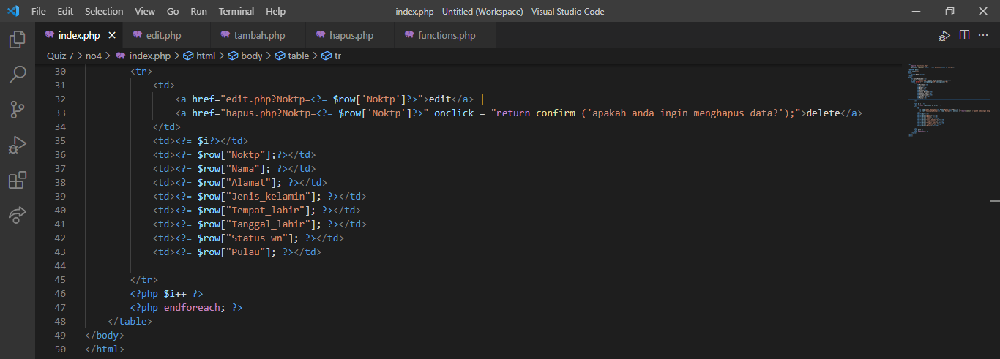 File Edit Selection View Go Run Terminal Help index.php - Untitled (Workspace) - Visual Studio Code
index.php edit.php tambah.php hapus.php functions.php
Quiz 7 > no4 > index.php > html > body > table > tr
30 <tr>
31 <td>
32 <a href="edit.php?Noktp=<?= $row['Noktp']?>">edit</a> |
33 <a href="hapus.php?Noktp=<?= $row['Noktp']?>" onclick = "return confirm ('apakah anda ingin menghapus data?');">delete</a>
34 </td>
35 <td><?= $i?></td>
36 <td><?= $row["Noktp"];?></td>
37 <td><?= $row["Nama"]; ?></td>
38 <td><?= $row["Alamat"]; ?></td>
39 <td><?= $row["Jenis_kelamin"]; ?></td>
40 <td><?= $row["Tempat_lahir"]; ?></td>
41 <td><?= $row["Tanggal_lahir"]; ?></td>
42 <td><?= $row["Status_wn"]; ?></td>
43 <td><?= $row["Pulau"]; ?></td>
44
45 </tr>
46 <?php $i++ ?>
47 <?php endforeach; ?>
48 </table>
49 </body>
50 </html>